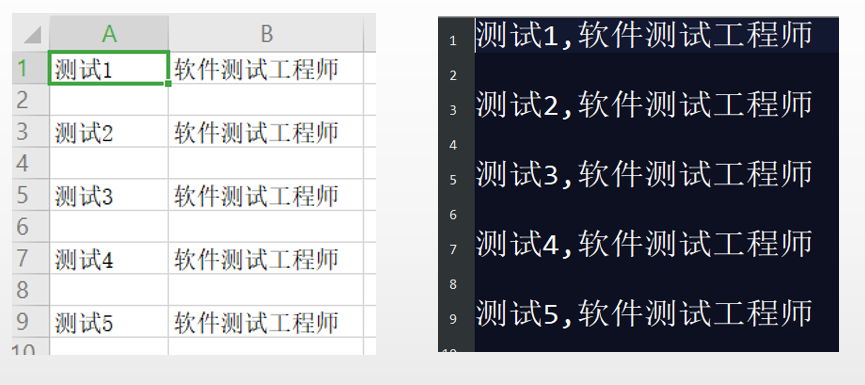 A B
1 测试1 软件测试工程师
2
3 测试2 软件测试工程师
4
5 测试3 软件测试工程师
6
7 测试4 软件测试工程师
8
9 测试5 软件测试工程师
10
1 测试1,软件测试工程师
2
3 测试2,软件测试工程师
4
5 测试3,软件测试工程师
6
7 测试4,软件测试工程师
8
9 测试5,软件测试工程师
10